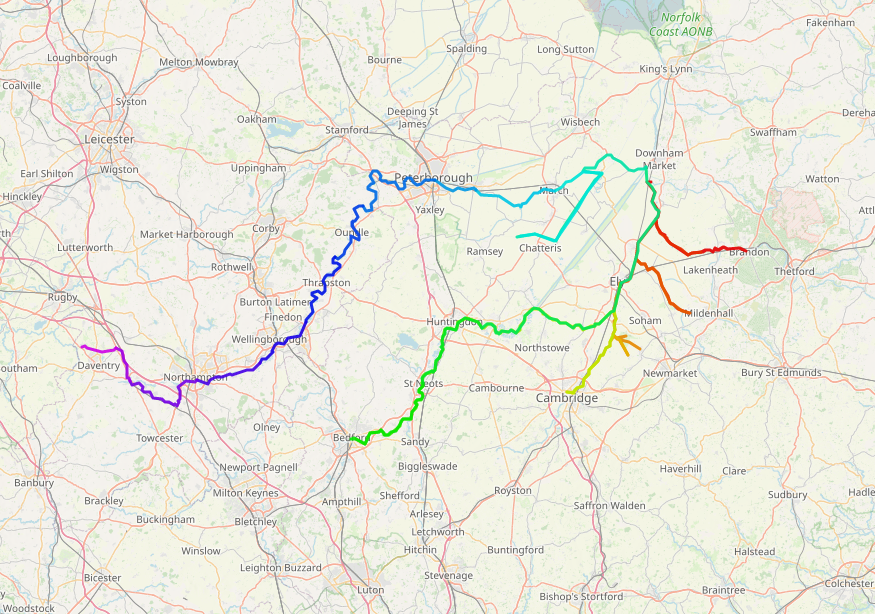 Norfolk
Coast AONB
Fakenham
Spalding
Long Sutton
Loughborough
Melton Mowbray
Bourne
King's Lynn
Coalville
Syston
Deeping St
James
Dereha
Oakham
Stamford
Wisbech
Swaffham
Leicester
Downham
Market
Wigston
Uppingham
Earl Shilton
Peterborough
Watton
Hinckley
March
Yaxley
Attl
rth
Market Harborough
Corby
Oundle
Lutterworth
Ramsey
Chatteris
Brandon
Rothwell
Lakenheath
Thetford
Rugby
Thrapston
Ely
Burton Latimer
Finedon
Mildenhall
Huntingdon
Soham
Wellingborough
Northstowe
outham
Daventry
Northampton
Newmarket
Bury St Edmunds
St Neots
Cambourne
Cambridge
Olney
Towcester
Bedford
Sandy
Newport Pagnell
Biggleswade
Haverhill
Clare
Banbury
Milton Keynes
Brackley
Ampthill
Shefford
Royston
Sudbury
Hadle
Saffron Walden
Buckingham
Bletchley
Arlesey
Letchworth
Winslow
Hitchin
Buntingford
Halstead
Leighton Buzzard
Bicester
Luton
Stevenage
Braintree
Colchester
Bishop's Stortford
Woodstock